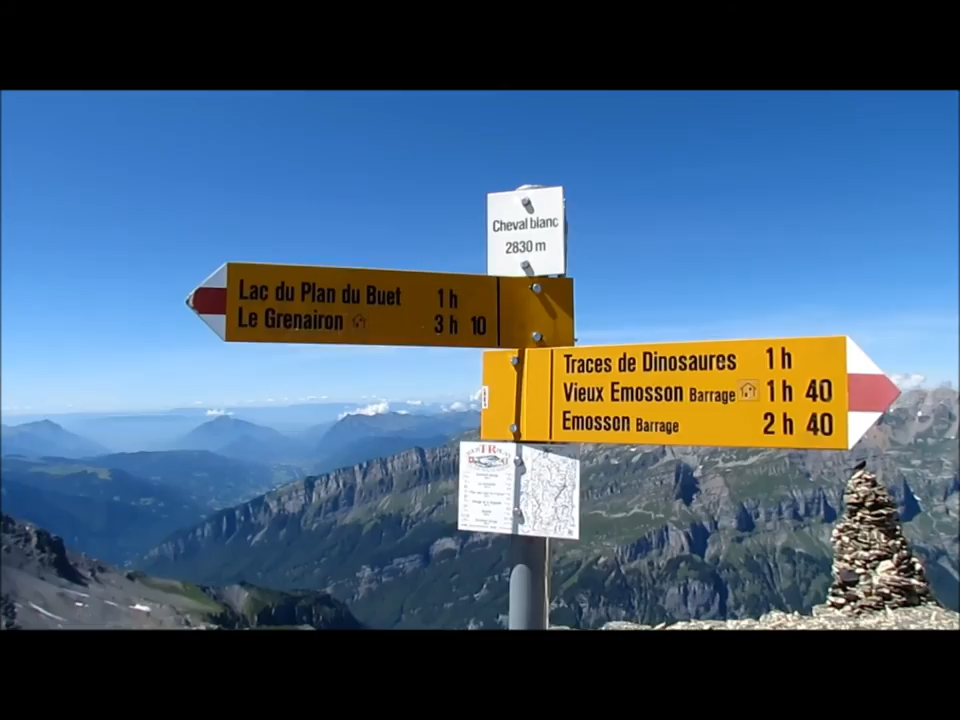 Cheval blanc
2830 m
Lac du Plan du Buet 1 h
Le Grenairon 3 h 10
Traces de Dinosaures 1 h
Vieux Emosson Barrage 1 h 40
Emosson Barrage 2 h 40